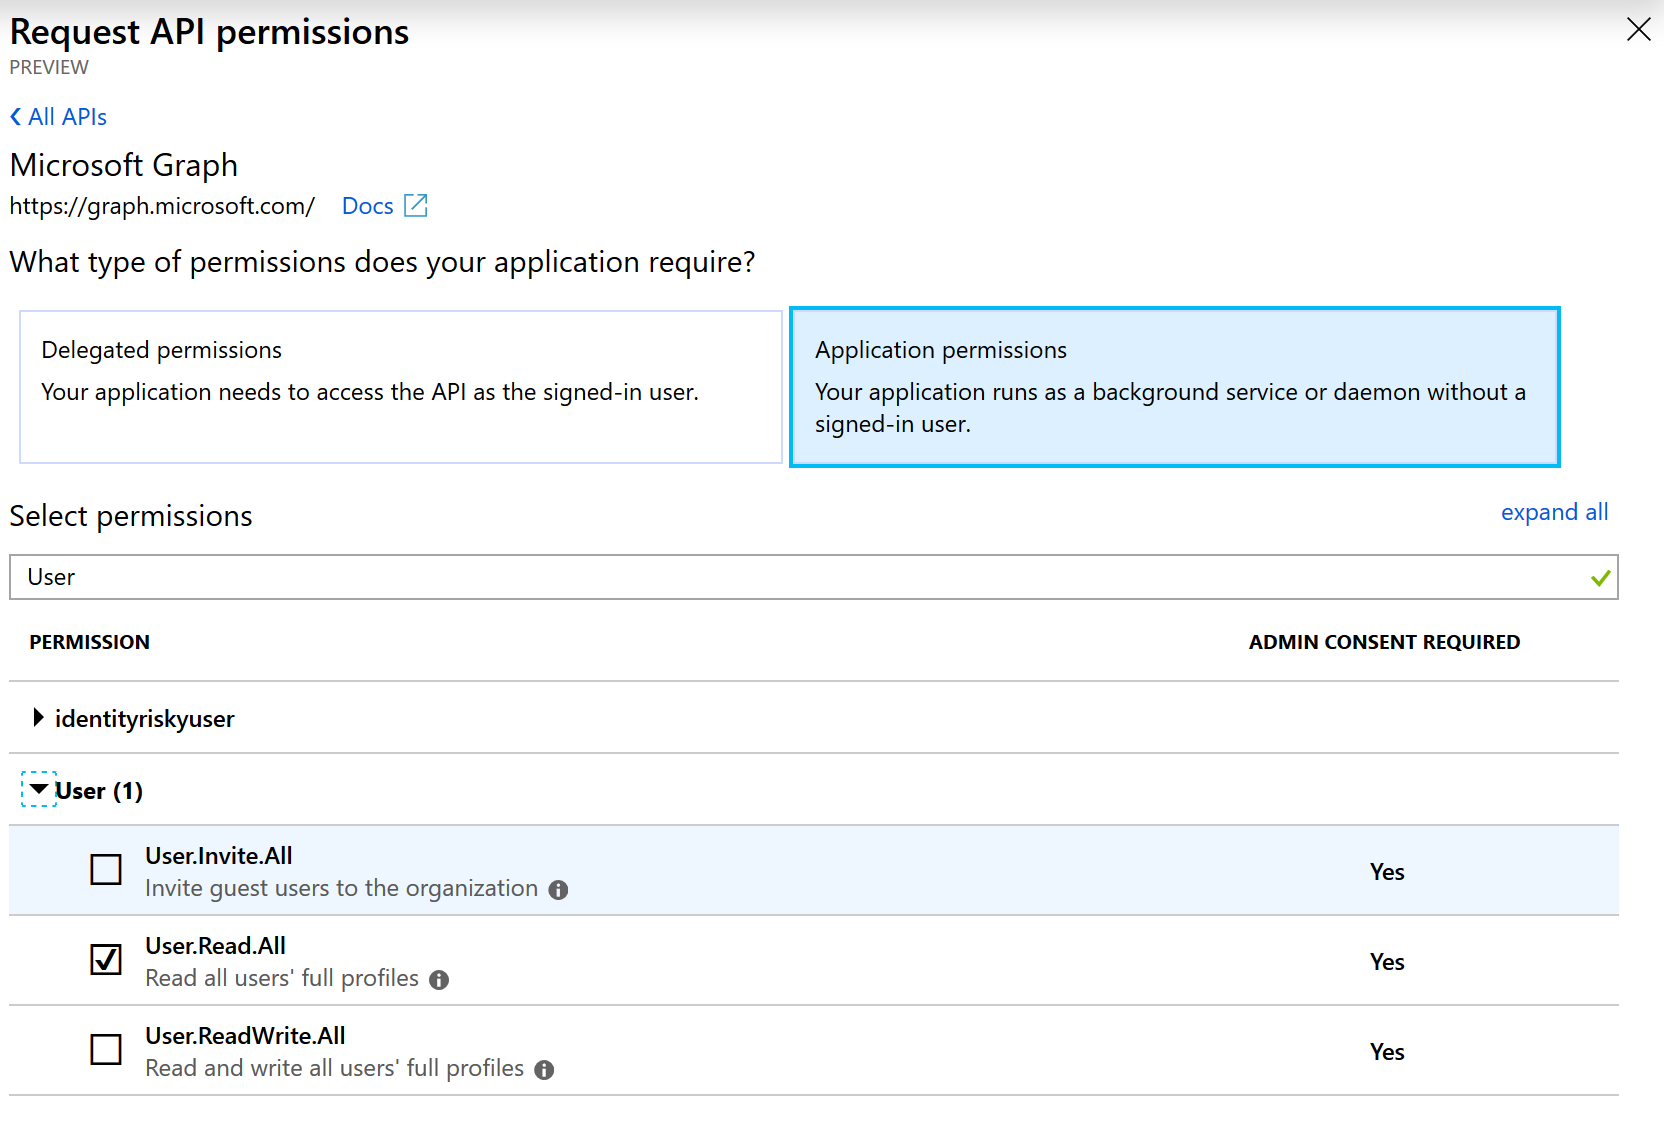 Request API permissions
PREVIEW
All APIs
Microsoft Graph
https://graph.microsoft.com/ Docs
What type of permissions does your application require?
Delegated permissions
Your application needs to access the API as the signed-in user.
Application permissions
Your application runs as a background service or daemon without a
signed-in user.
Select permissions
expand all
User
PERMISSION ADMIN CONSENT REQUIRED
identityriskyuser
User (1)
User.Invite.All
Invite guest users to the organization
Yes
User.Read.All
Read all users' full profiles
Yes
User.ReadWrite.All
Read and write all users' full profiles
Yes